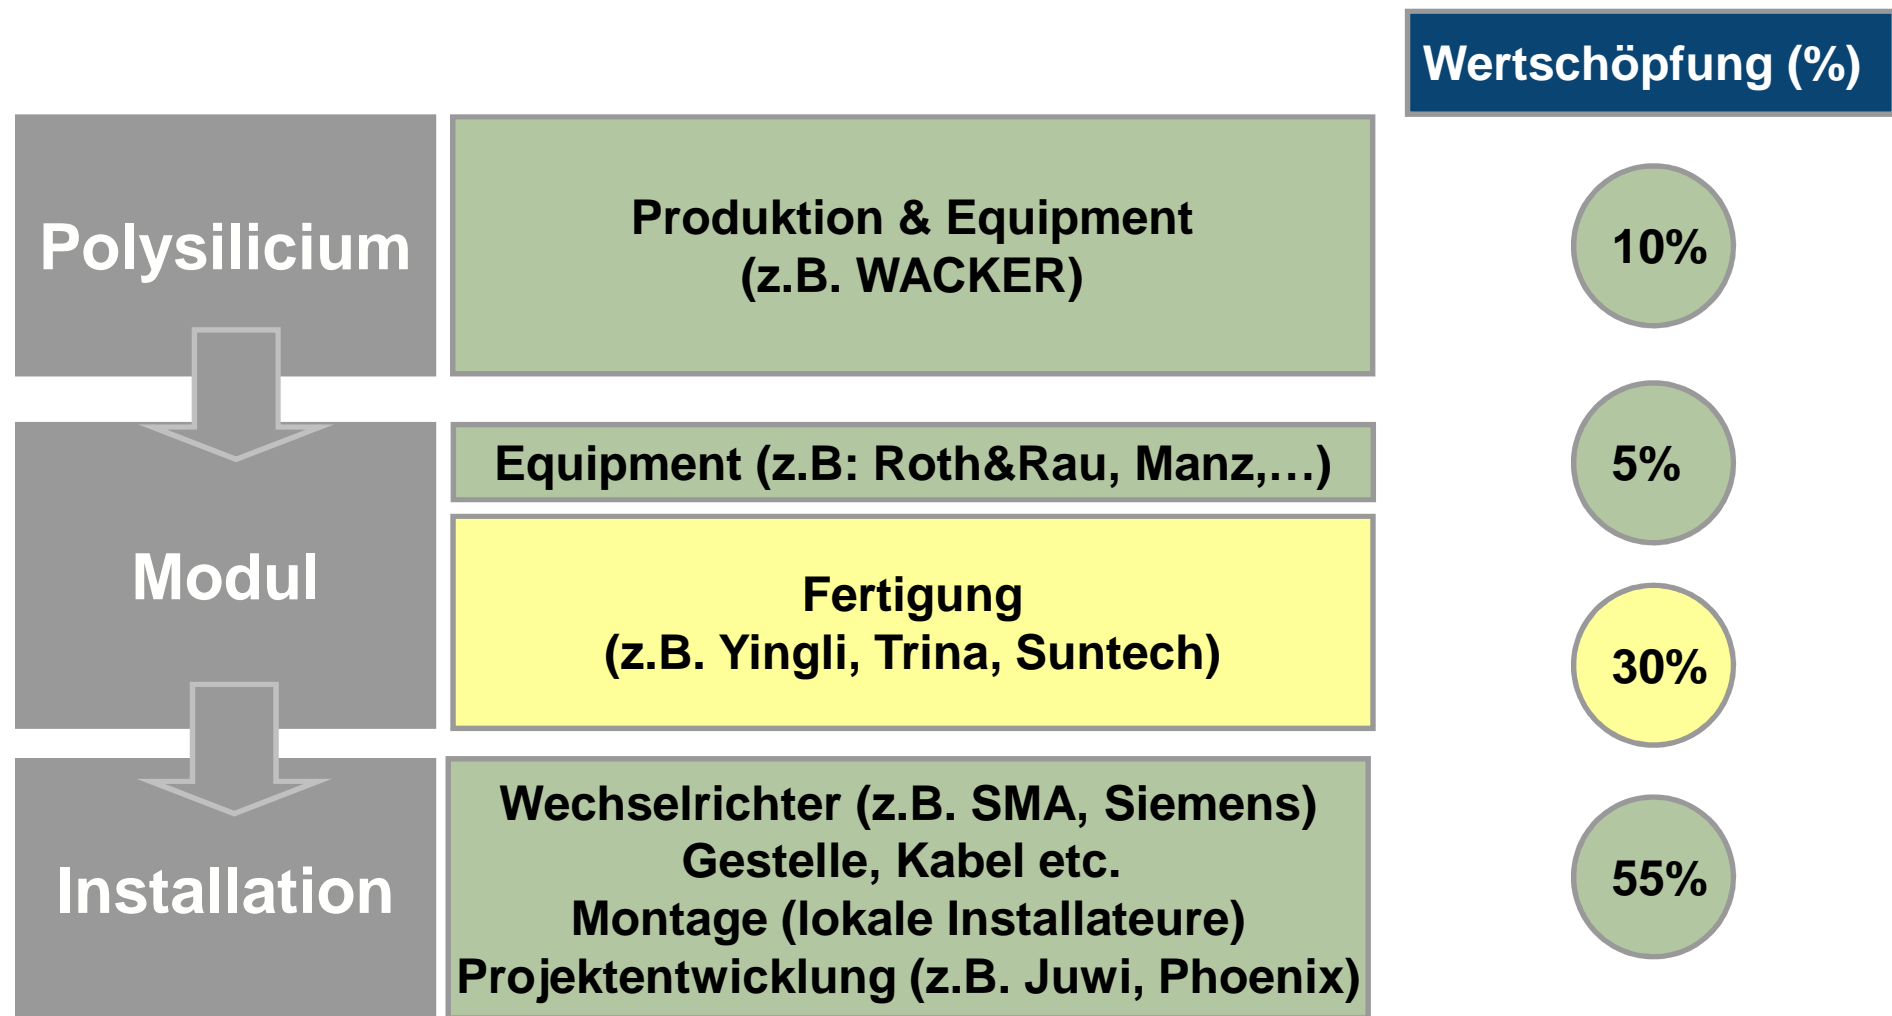 Wertschöpfung (%)
Polysilicium
Produktion & Equipment
(z.B. WACKER)
10%
Modul
Equipment (z.B: Roth&Rau, Manz,…)
5%
Fertigung
(z.B. Yingli, Trina, Suntech)
30%
Installation
Wechselrichter (z.B. SMA, Siemens)
Gestelle, Kabel etc.
Montage (lokale Installateure)
Projektentwicklung (z.B. Juwi, Phoenix)
55%